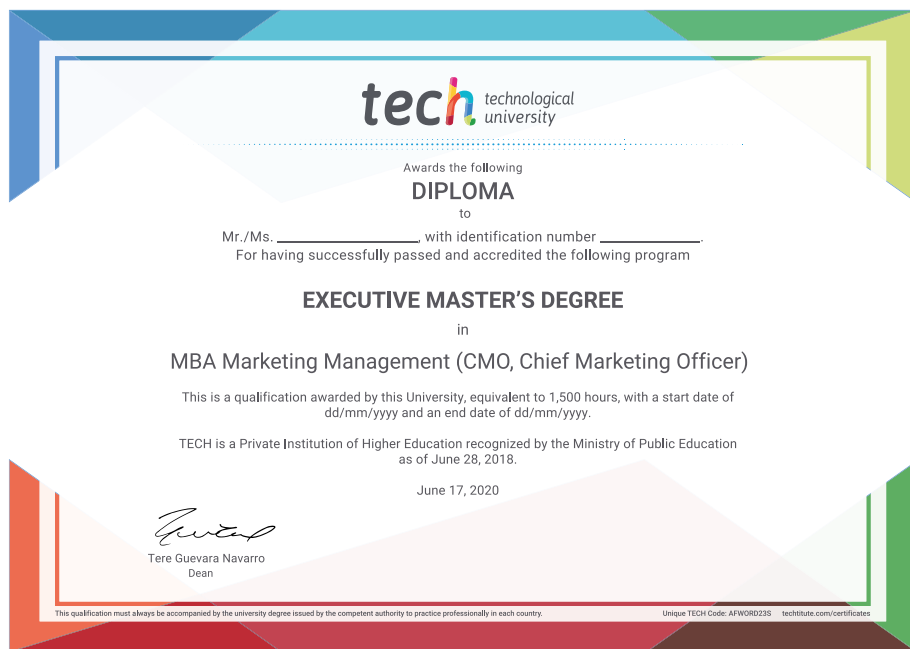 tech technological
university
Awards the following
DIPLOMA
to
Mr./Ms. ____________________, with identification number ______________.
For having successfully passed and accredited the following program
EXECUTIVE MASTER'S DEGREE
in
MBA Marketing Management (CMO, Chief Marketing Officer)
This is a qualification awarded by this University, equivalent to 1,500 hours, with a start date of
dd/mm/yyyy and an end date of dd/mm/yyyy.
TECH is a Private Institution of Higher Education recognized by the Ministry of Public Education
as of June 28, 2018.
June 17, 2020
Tere Guevara Navarro
Dean
This qualification must always be accompanied by the university degree issued by the competent authority to practice professionally in each country. Unique TECH Code: AFWORD23S techtitute.com/certificates